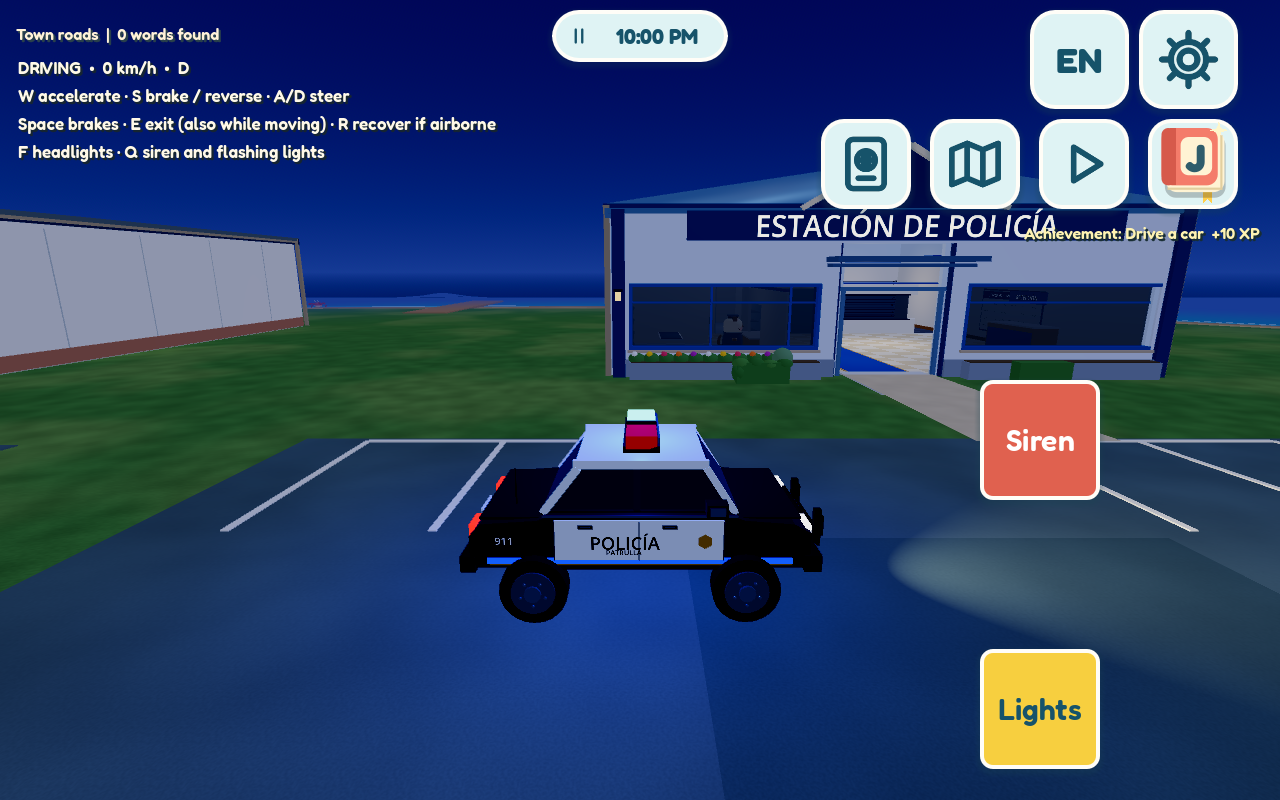 Town roads | 0 words found
DRIVING • 0 km/h • D
W accelerate · S brake / reverse · A/D steer
Space brakes · E exit (also while moving) · R recover if airborne
F headlights · Q siren and flashing lights
10:00 PM
EN
J
ESTACIÓN DE POLICÍA
Achievement: Drive a car +10 XP
Siren
911
POLICÍA
PATRULLA
Lights